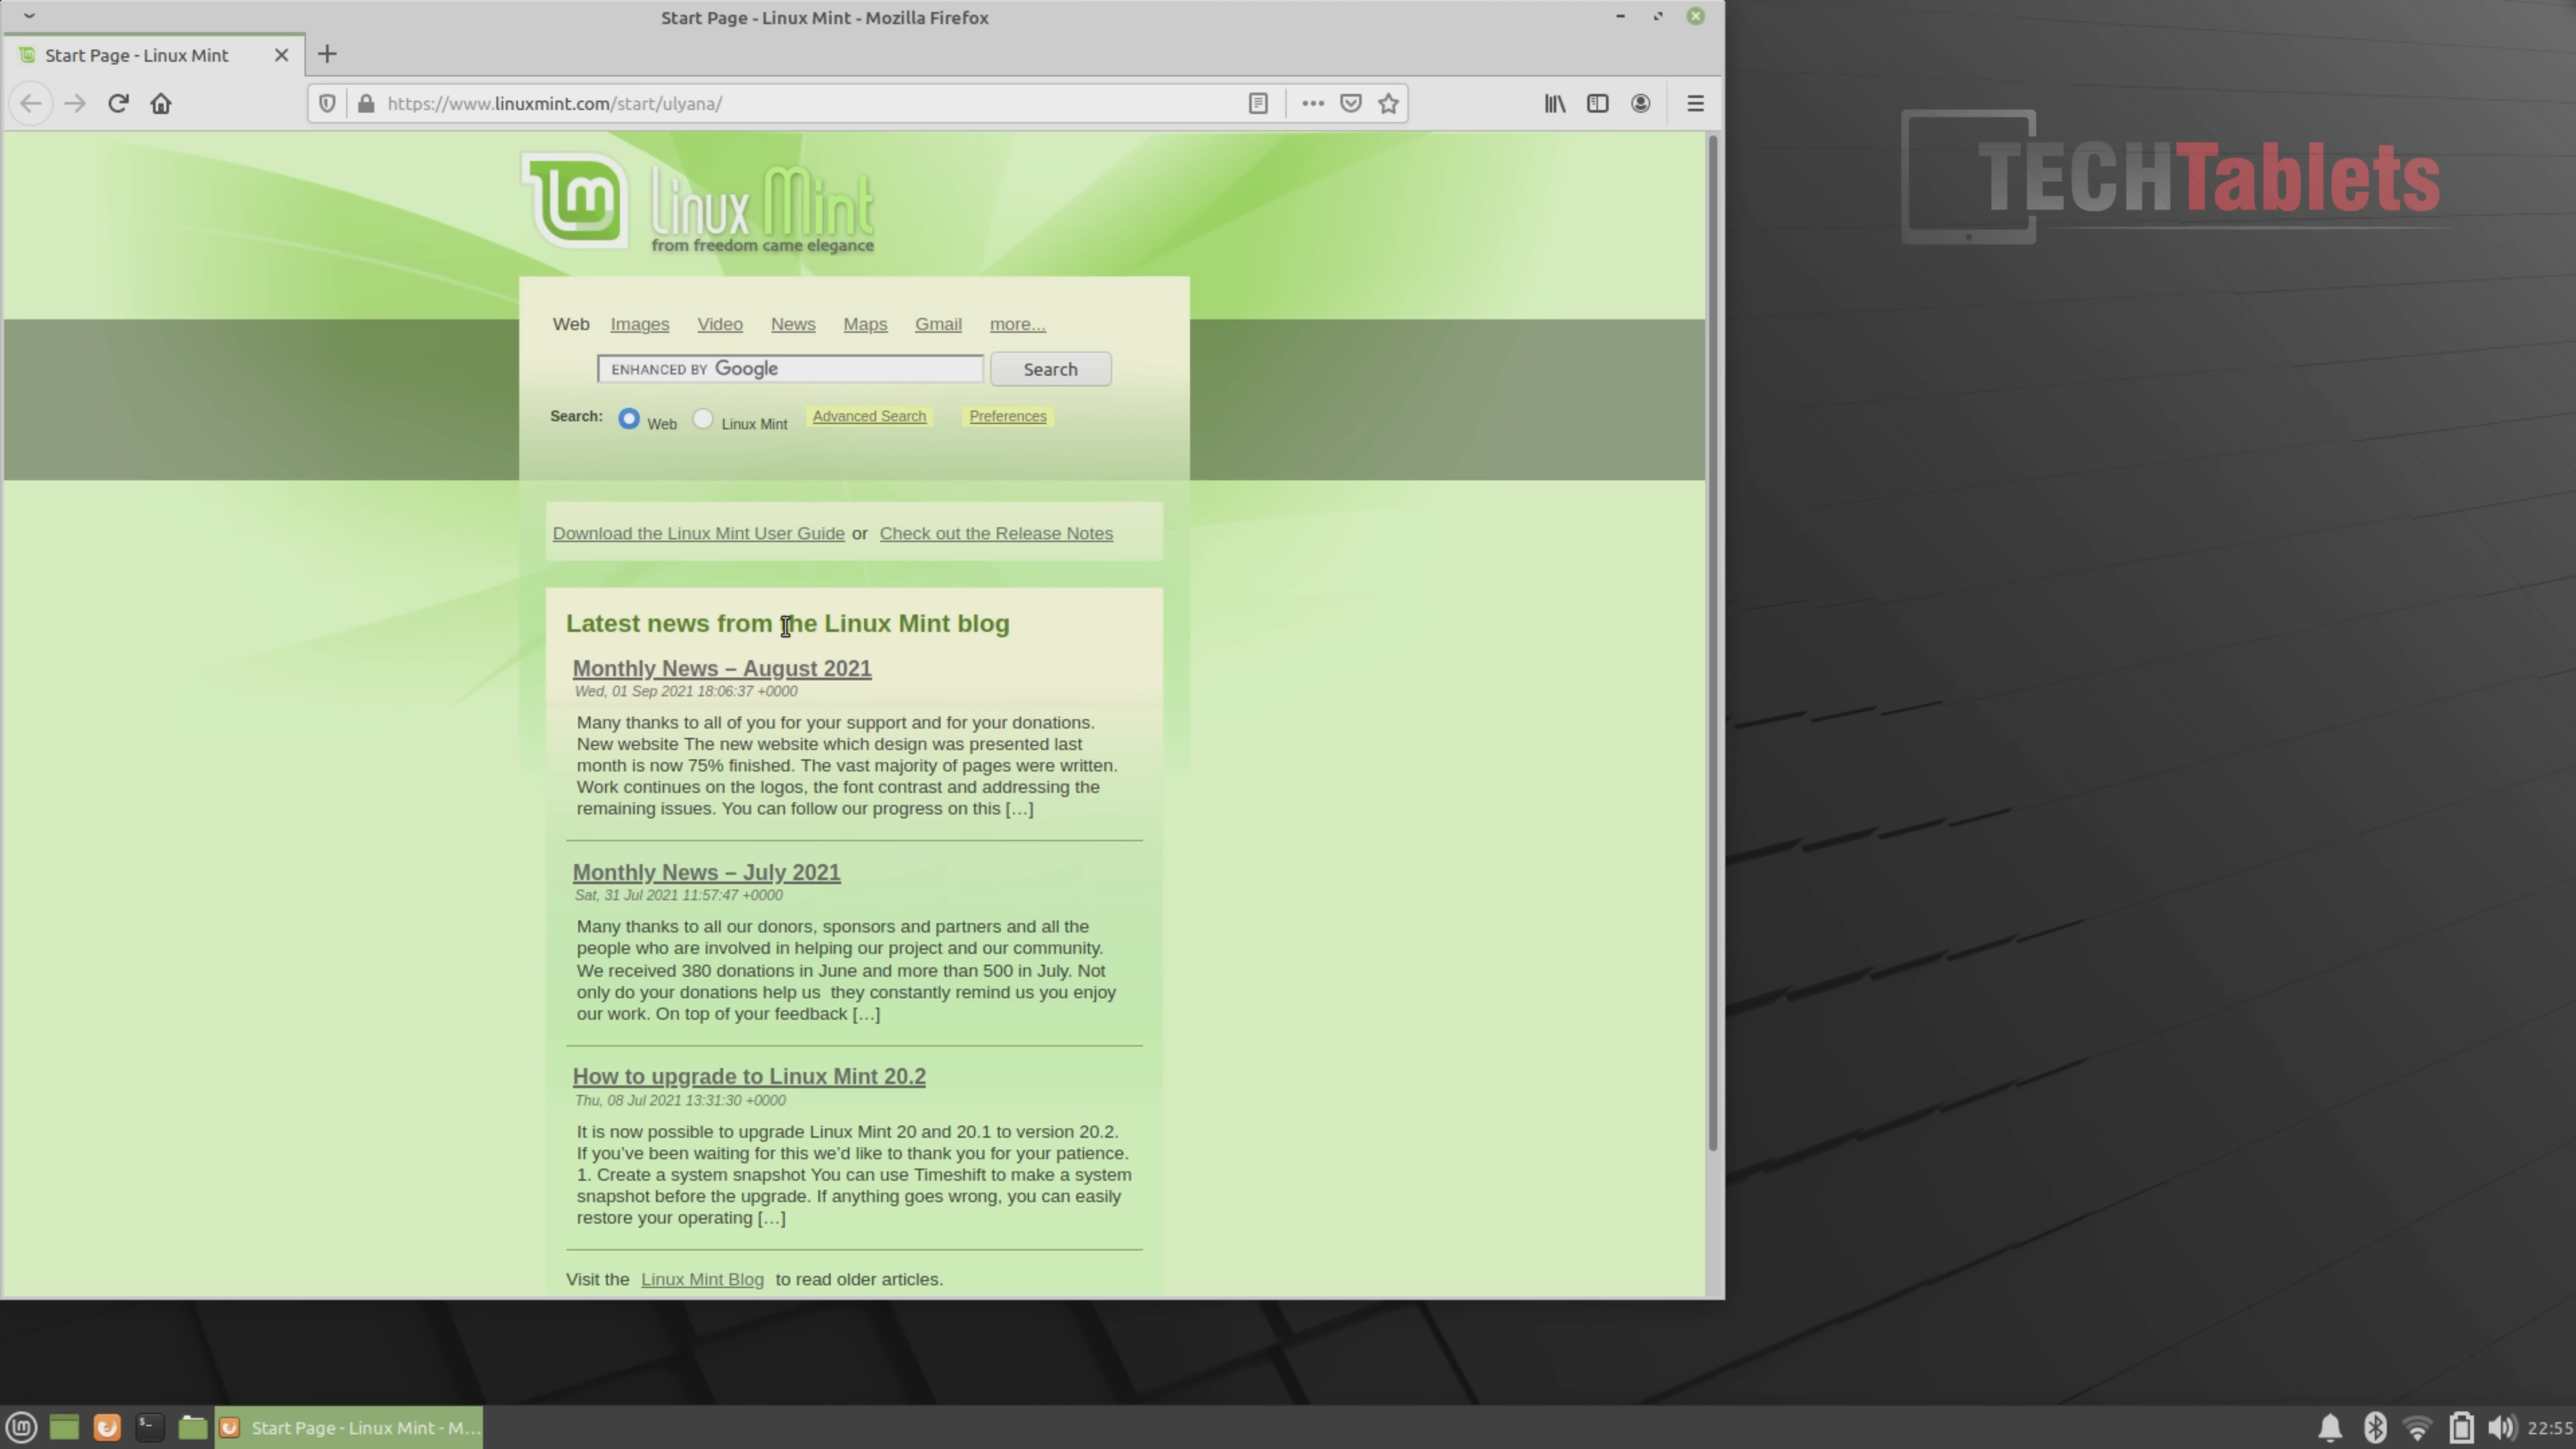 Start Page - Linux Mint - Mozilla Firefox
Start Page - Linux Mint
https://www.linuxmint.com/start/ulyana/
TECHTablets
lm Linux Mint
from freedom came elegance
Web Images Video News Maps Gmail more...
ENHANCED BY Google Search
Search: Web Linux Mint Advanced Search Preferences
Download the Linux Mint User Guide or Check out the Release Notes
Latest news from the Linux Mint blog
Monthly News – August 2021
Wed, 01 Sep 2021 18:06:37 +0000
Many thanks to all of you for your support and for your donations.
New website The new website which design was presented last
month is now 75% finished. The vast majority of pages were written.
Work continues on the logos, the font contrast and addressing the
remaining issues. You can follow our progress on this […]
Monthly News – July 2021
Sat, 31 Jul 2021 11:57:47 +0000
Many thanks to all our donors, sponsors and partners and all the
people who are involved in helping our project and our community.
We received 380 donations in June and more than 500 in July. Not
only do your donations help us  they constantly remind us you enjoy
our work. On top of your feedback […]
How to upgrade to Linux Mint 20.2
Thu, 08 Jul 2021 13:31:30 +0000
It is now possible to upgrade Linux Mint 20 and 20.1 to version 20.2.
If you’ve been waiting for this we’d like to thank you for your patience.
1. Create a system snapshot You can use Timeshift to make a system
snapshot before the upgrade. If anything goes wrong, you can easily
restore your operating […]
Visit the Linux Mint Blog to read older articles.
Start Page - Linux Mint - M...
22:55